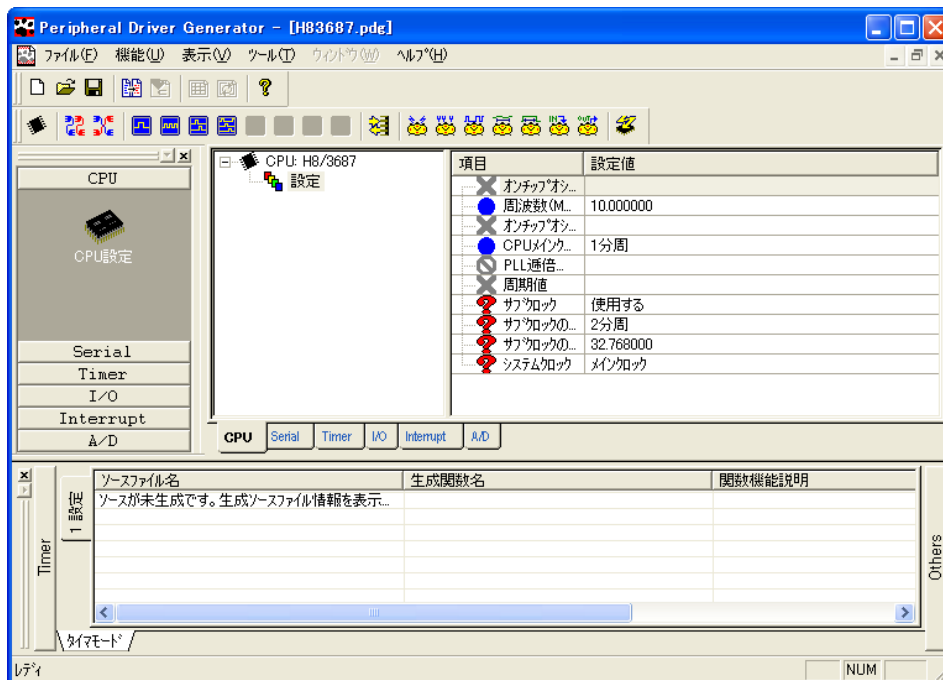 Peripheral Driver Generator - [H83687.pdg]
ファイル(F) 機能(U) 表示(V) ツール(T) ウィンドウ(W) ヘルプ(H)
CPU
CPU設定
Serial
Timer
I/O
Interrupt
A/D
CPU: H8/3687
設定
項目 設定値
オンチップオシ...
周波数(M... 10.000000
オンチップオシ...
CPUメインク... 1分周
PLL逓倍...
周期値
サブクロック 使用する
サブクロックの... 2分周
サブクロックの... 32.768000
システムクロック メインクロック
CPU Serial Timer I/O Interrupt A/D
Timer
1 設定
ソースファイル名 生成関数名 関数機能説明
ソースが未生成です。生成ソースファイル情報を表示...
Others
タイマモード
レディ NUM